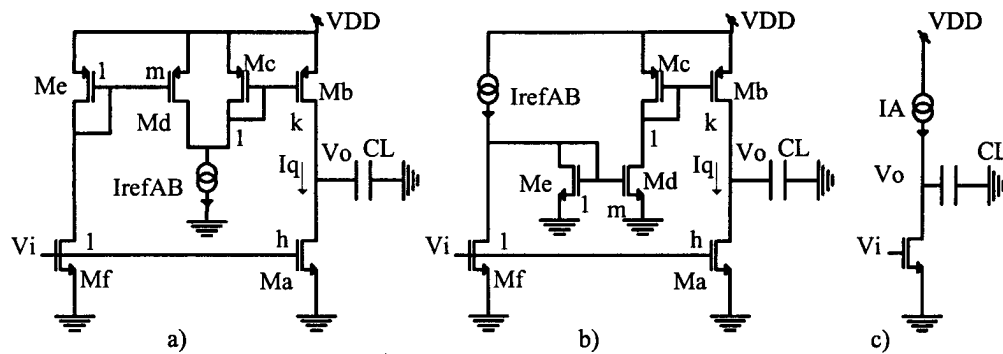 VDD
Me
l
m
Md
Mc
l
Mb
k
IrefAB
Iq
Vo
CL
Vi
l
Mf
h
Ma
a)
VDD
IrefAB
Mc
l
Mb
k
Me
l
Md
m
Iq
Vo
CL
Vi
l
Mf
h
Ma
b)
VDD
IA
CL
Vo
Vi
c)